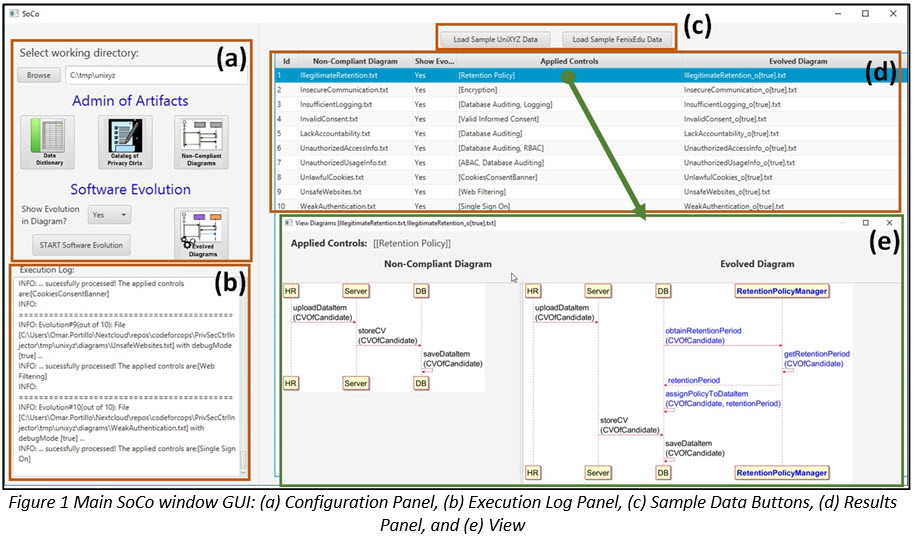 SoCo
Select working directory:
(a)
Browse
C:\tmp\unixyz
Admin of Artifacts
Data Dictionary
Catalog of Privacy Ctrls
Non-Compliant Diagrams
Software Evolution
Show Evolution in Diagram?
Yes
START Software Evolution
Evolved Diagrams
Execution Log:
(b)
INFO: ... sucessfully processed! The applied controls
are:[CookiesConsentBanner]
INFO:
==========================================
INFO: Evolution#9(out of 10): File
[C:\Users\Omar.Portillo\Nextcloud\repos\codeforcops\PrivSecCtrlIn
jector\tmp\unixyz\diagrams\UnsafeWebsites.txt] with debugMode
[true] ...
INFO: ... sucessfully processed! The applied controls are:[Web
Filtering]
INFO:
==========================================
INFO: Evolution#10(out of 10): File
[C:\Users\Omar.Portillo\Nextcloud\repos\codeforcops\PrivSecCtrlIn
jector\tmp\unixyz\diagrams\WeakAuthentication.txt] with
debugMode [true] ...
INFO: ... sucessfully processed! The applied controls are:[Single Sign
On]
Load Sample UniXYZ Data
Load Sample FenixEdu Data
(c)
Id Non-Compliant Diagram Show Evo... Applied Controls Evolved Diagram
(d)
1 IllegitimateRetention.txt Yes [Retention Policy] IllegitimateRetention_o[true].txt
2 InsecureCommunication.txt Yes [Encryption] InsecureCommunication_o[true].txt
3 InsufficientLogging.txt Yes [Database Auditing, Logging] InsufficientLogging_o[true].txt
4 InvalidConsent.txt Yes [Valid Informed Consent] InvalidConsent_o[true].txt
5 LackAccountability.txt Yes [Database Auditing] LackAccountability_o[true].txt
6 UnauthorizedAccessInfo.txt Yes [Database Auditing, RBAC] UnauthorizedAccessInfo_o[true].txt
7 UnauthorizedUsageInfo.txt Yes [ABAC, Database Auditing] UnauthorizedUsageInfo_o[true].txt
8 UnlawfulCookies.txt Yes [CookiesConsentBanner] UnlawfulCookies_o[true].txt
9 UnsafeWebsites.txt Yes [Web Filtering] UnsafeWebsites_o[true].txt
10 WeakAuthentication.txt Yes [Single Sign On] WeakAuthentication_o[true].txt
View Diagrams [IllegitimateRetention.txt,IllegitimateRetention_o[true].txt]
Applied Controls: [[Retention Policy]]
(e)
Non-Compliant Diagram
HR Server DB
uploadDataItem
(CVOfCandidate)
storeCV
(CVOfCandidate)
saveDataItem
(CVOfCandidate)
HR Server DB
Evolved Diagram
HR Server DB RetentionPolicyManager
uploadDataItem
(CVOfCandidate)
obtainRetentionPeriod
(CVOfCandidate)
getRetentionPeriod
(CVOfCandidate)
retentionPeriod
assignPolicyToDataItem
(CVOfCandidate, retentionPeriod)
storeCV
(CVOfCandidate)
saveDataItem
(CVOfCandidate)
HR Server DB RetentionPolicyManager
Figure 1 Main SoCo window GUI: (a) Configuration Panel, (b) Execution Log Panel, (c) Sample Data Buttons, (d) Results
Panel, and (e) View